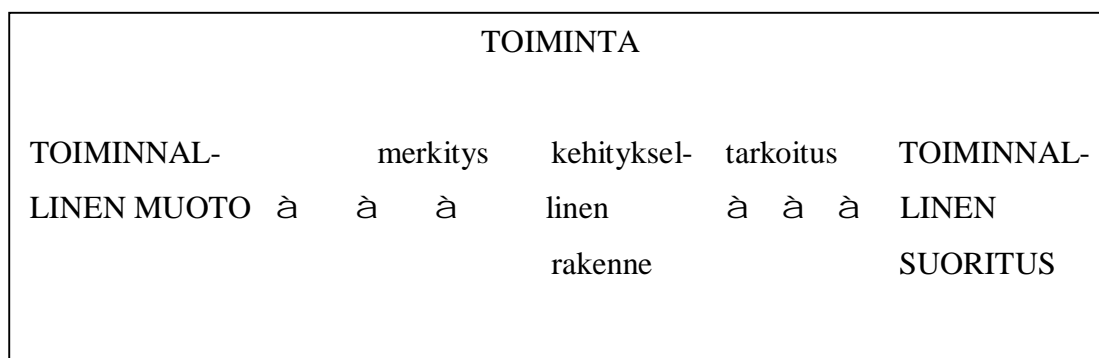 TOIMINTA
TOIMINNAL- merkitys kehityksel- tarkoitus TOIMINNAL-
LINEN MUOTO à à à linen à à à LINEN
rakenne SUORITUS